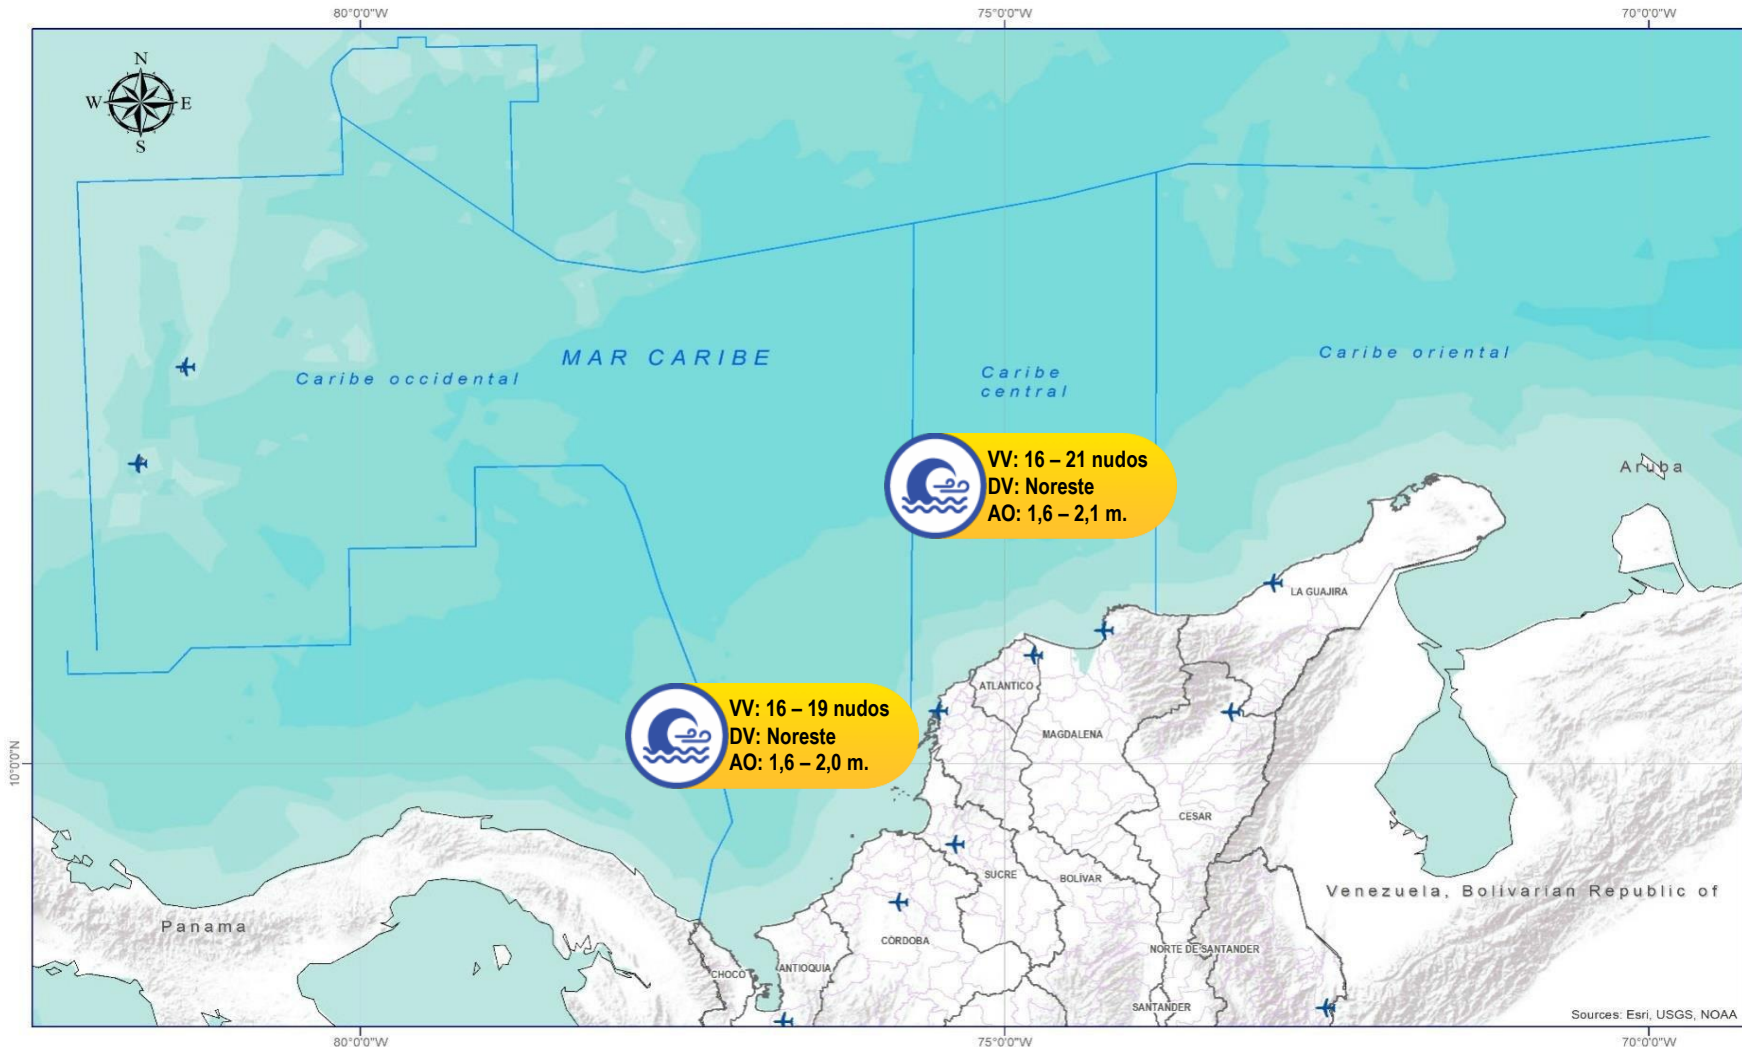 80°0'0"W
75°0'0"W
70°0'0"W
N
W
E
S
MAR CARIBE
Caribe occidental
Caribe
central
Caribe oriental
VV: 16 – 21 nudos
DV: Noreste
AO: 1,6 – 2,1 m.
Aruba
LA GUAJIRA
ATLÁNTICO
VV: 16 – 19 nudos
DV: Noreste
AO: 1,6 – 2,0 m.
MAGDALENA
10°0'0"N
CESAR
SUCRE
BOLÍVAR
Venezuela, Bolivarian Republic of
Panama
CÓRDOBA
NORTE DE SANTANDER
CHOCO
ANTIOQUIA
SANTANDER
Sources: Esri, USGS, NOAA
80°0'0"W
75°0'0"W
70°0'0"W